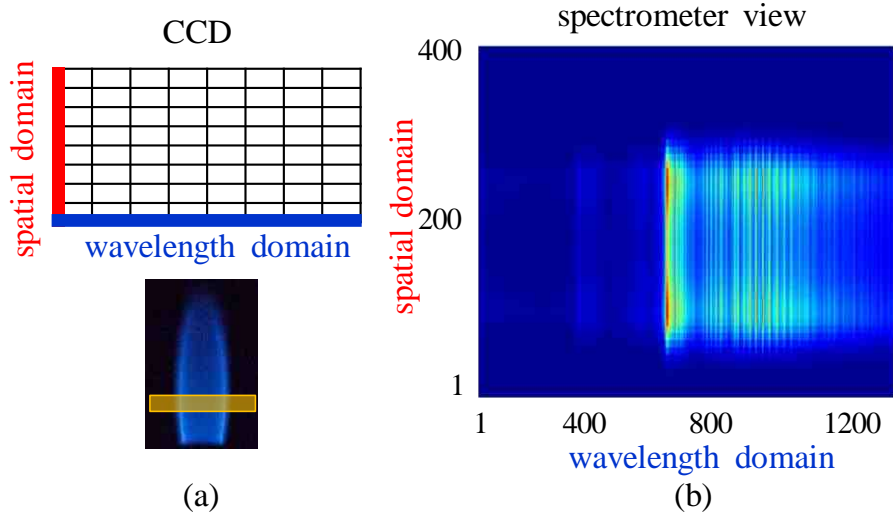 CCD
spatial domain
wavelength domain
(a)
spectrometer view
400
200
1
spatial domain
1 400 800 1200
wavelength domain
(b)